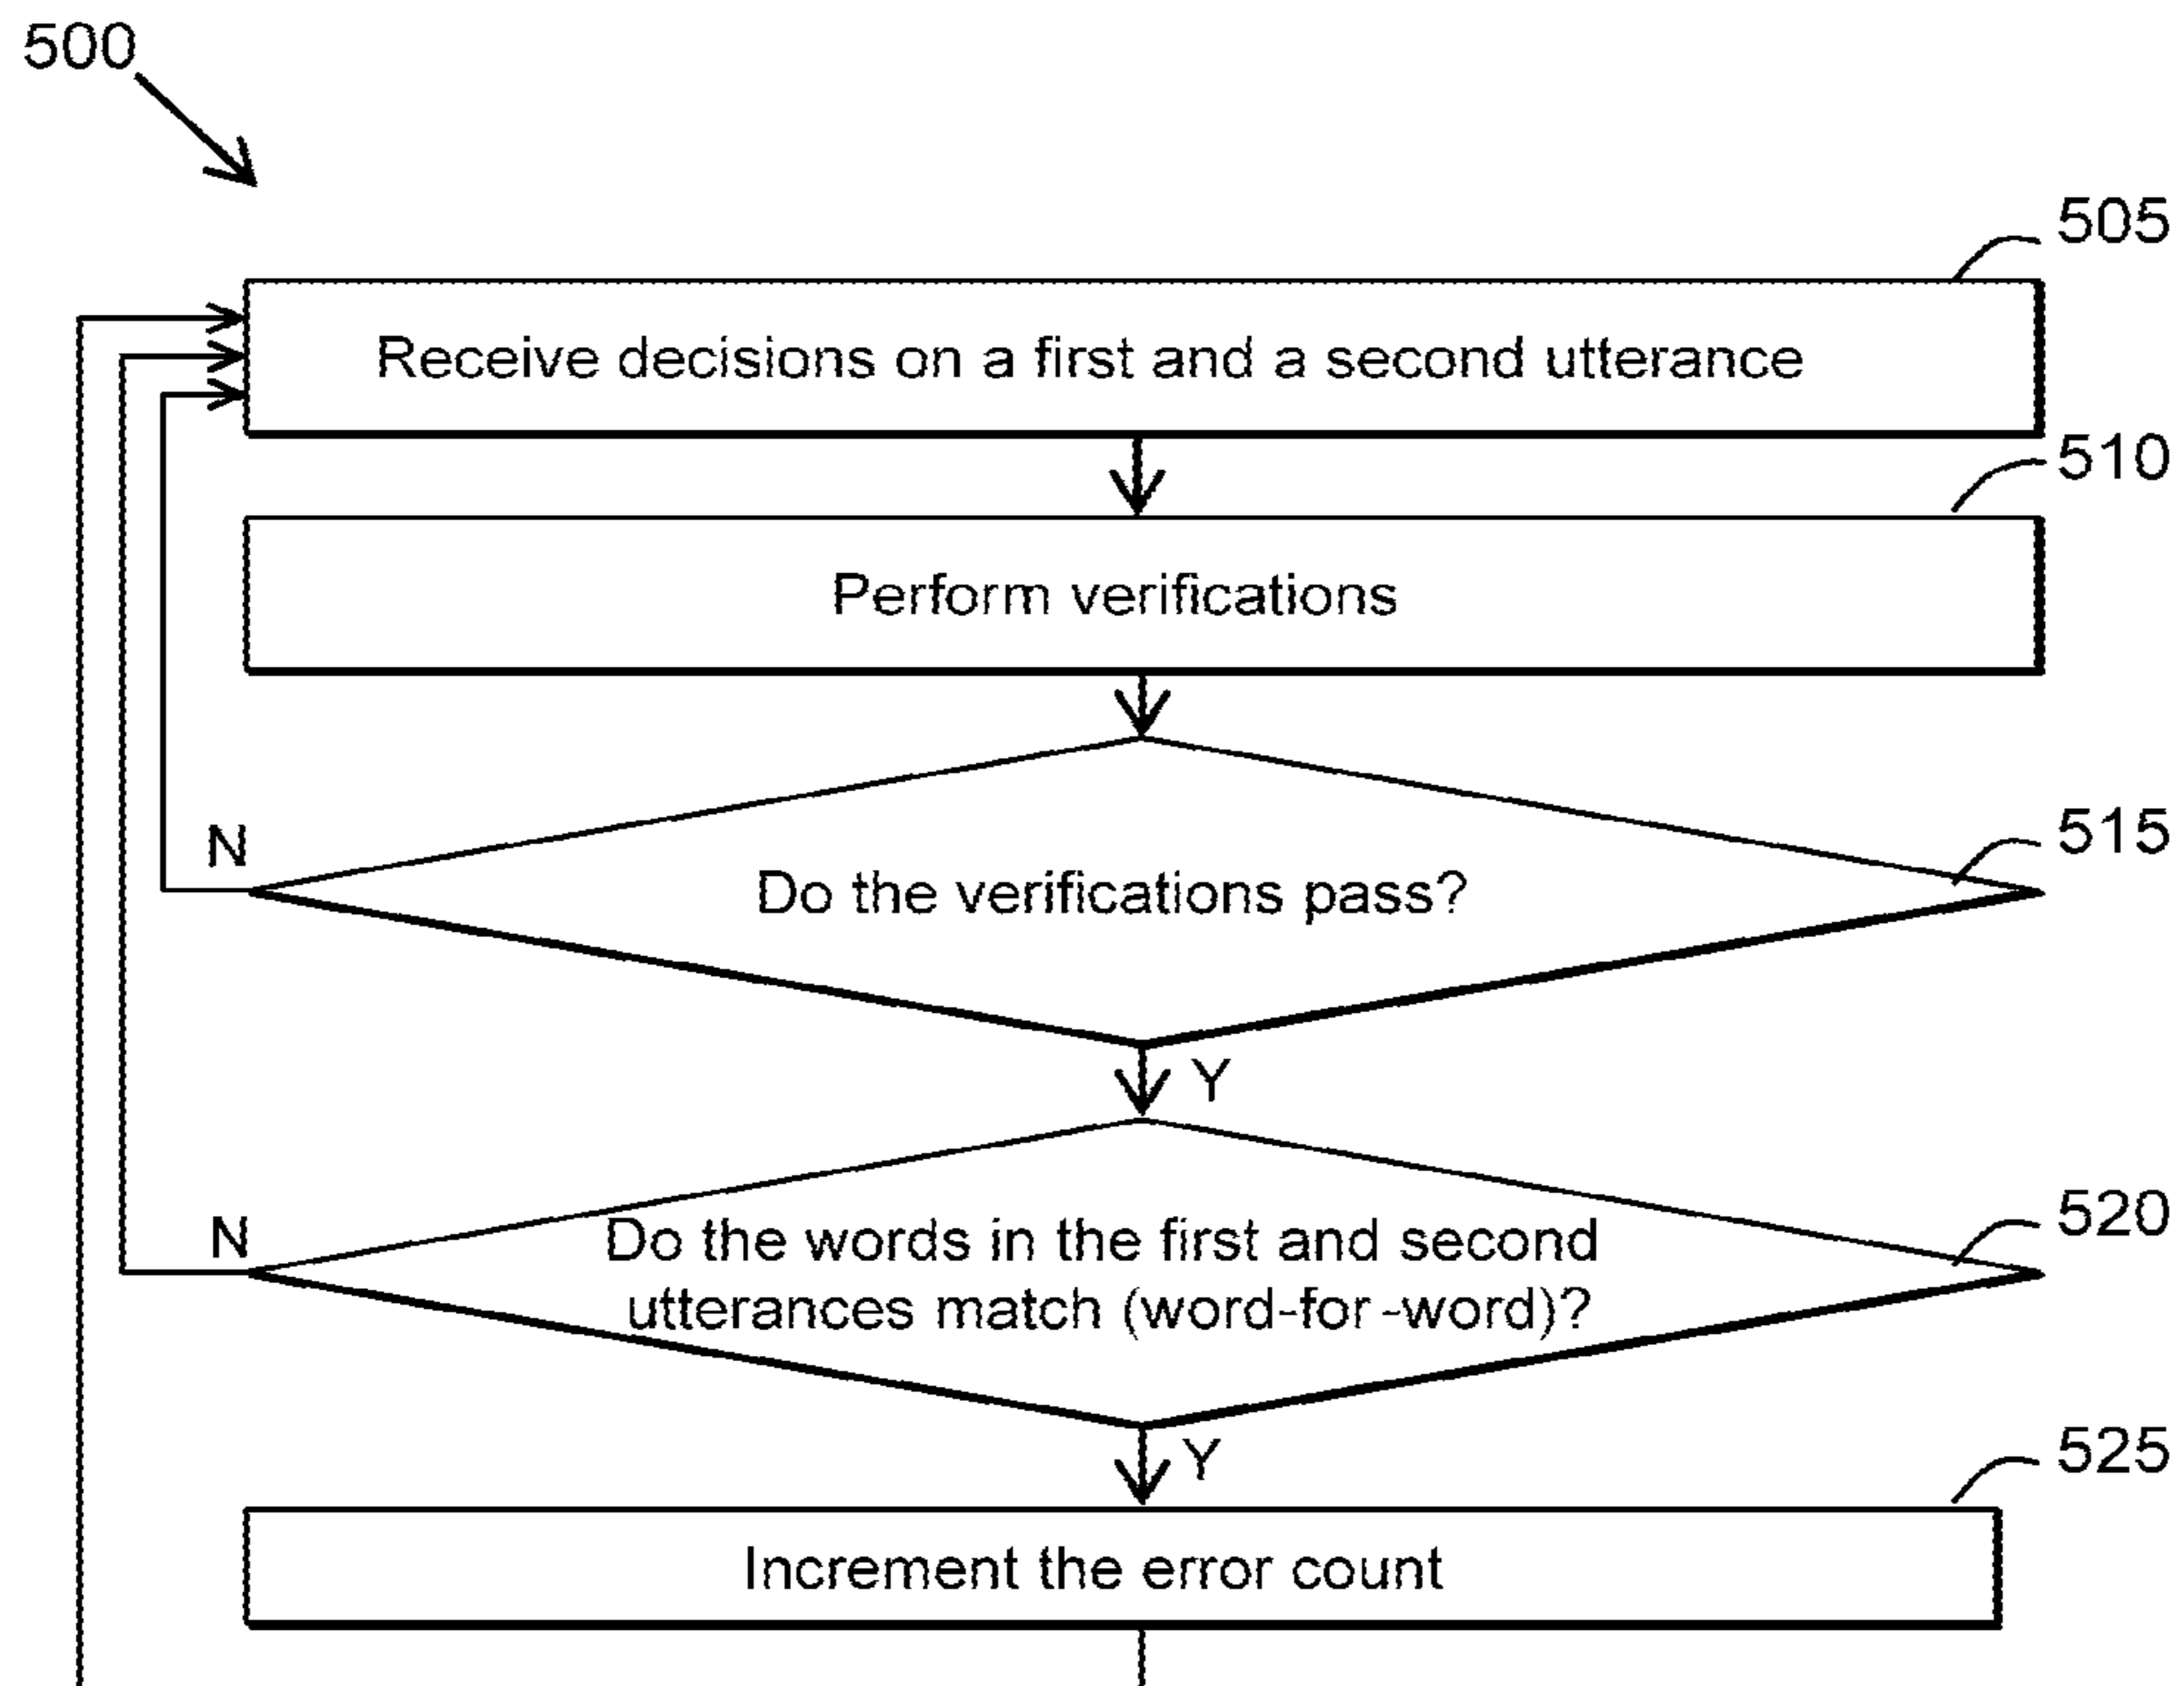 500
505
Receive decisions on a first and a second utterance
510
Perform verifications
515
N
Do the verifications pass?
Y
520
N
Do the words in the first and second
utterances match (word-for-word)?
Y
525
Increment the error count